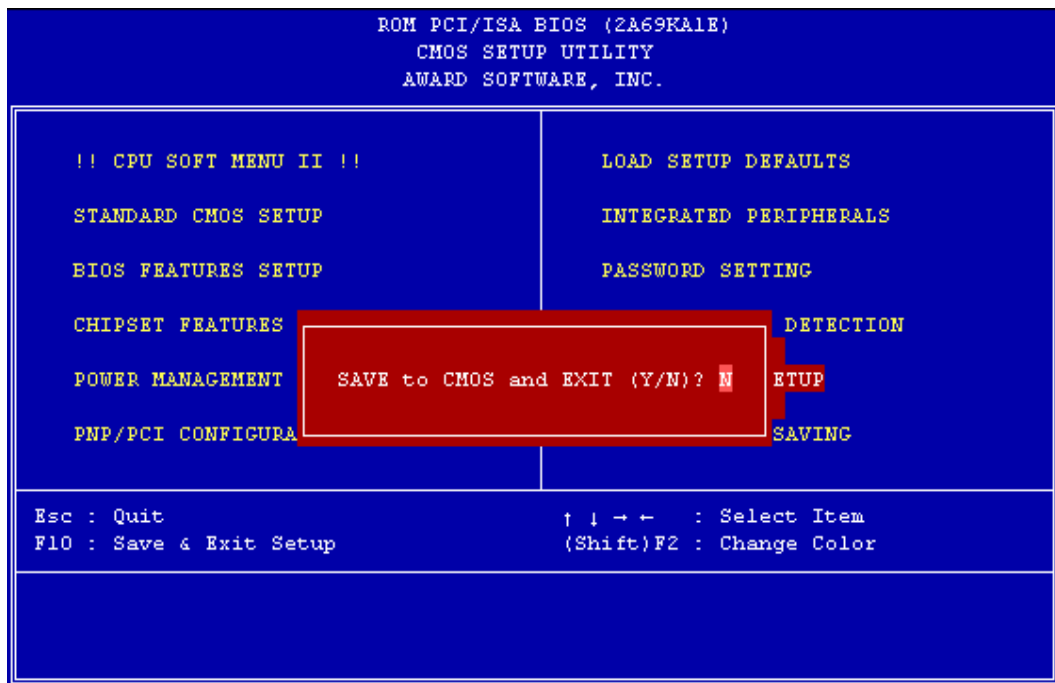 ROM PCI/ISA BIOS (2A69KA1E)
CMOS SETUP UTILITY
AWARD SOFTWARE, INC.
!! CPU SOFT MENU II !!
STANDARD CMOS SETUP
BIOS FEATURES SETUP
CHIPSET FEATURES
POWER MANAGEMENT
PNP/PCI CONFIGURA
LOAD SETUP DEFAULTS
INTEGRATED PERIPHERALS
PASSWORD SETTING
DETECTION
ETUP
SAVING
SAVE to CMOS and EXIT (Y/N)? N
Esc : Quit
F10 : Save & Exit Setup
↑ ↓ → ← : Select Item
(Shift)F2 : Change Color